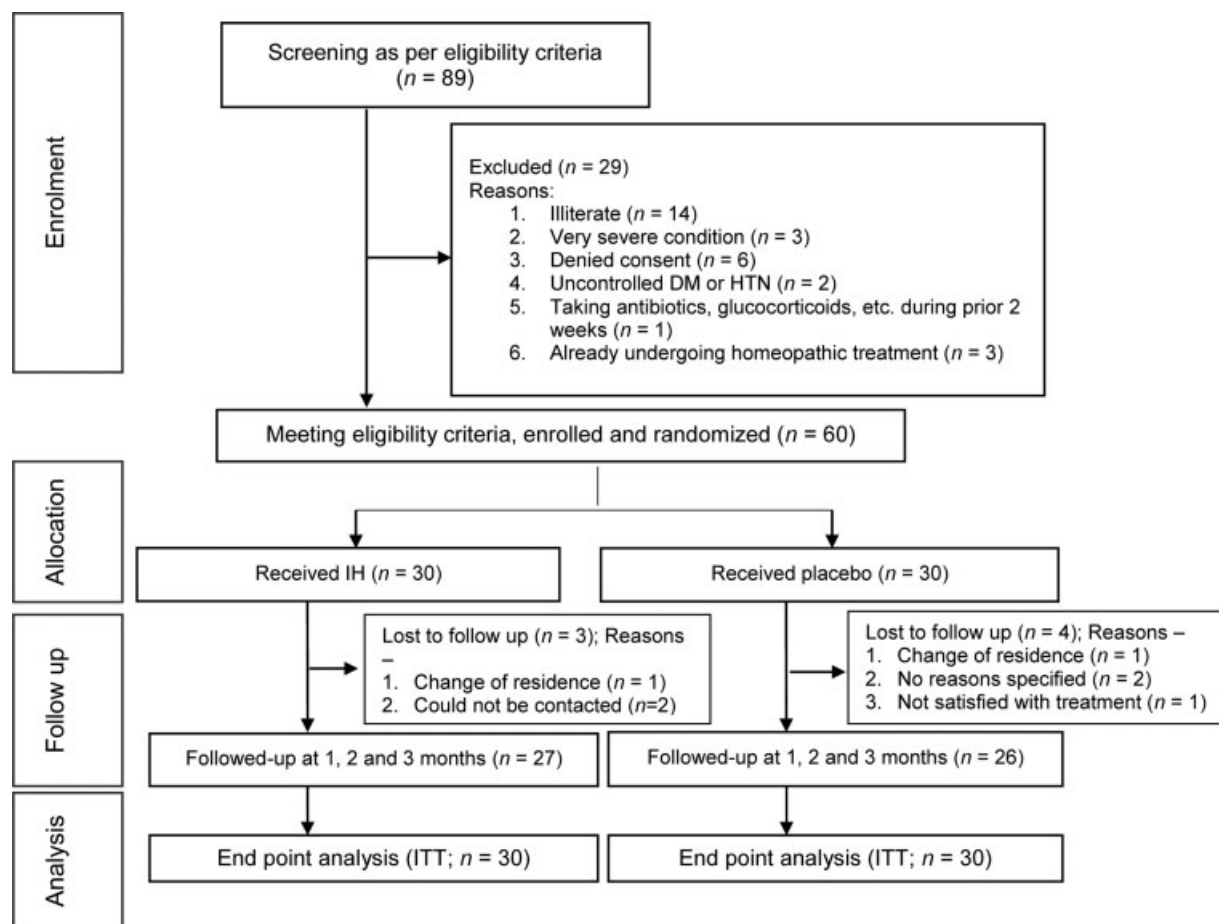 Enrolment
Screening as per eligibility criteria
(n = 89)
Excluded (n = 29)
Reasons:
1. Illiterate (n = 14)
2. Very severe condition (n = 3)
3. Denied consent (n = 6)
4. Uncontrolled DM or HTN (n = 2)
5. Taking antibiotics, glucocorticoids, etc. during prior 2
weeks (n = 1)
6. Already undergoing homeopathic treatment (n = 3)
Meeting eligibility criteria, enrolled and randomized (n = 60)
Allocation
Received IH (n = 30)
Received placebo (n = 30)
Follow up
Lost to follow up (n = 3); Reasons
–
1. Change of residence (n = 1)
2. Could not be contacted (n=2)
Lost to follow up (n = 4); Reasons –
1. Change of residence (n = 1)
2. No reasons specified (n = 2)
3. Not satisfied with treatment (n = 1)
Followed-up at 1, 2 and 3 months (n = 27)
Followed-up at 1, 2 and 3 months (n = 26)
Analysis
End point analysis (ITT; n = 30)
End point analysis (ITT; n = 30)